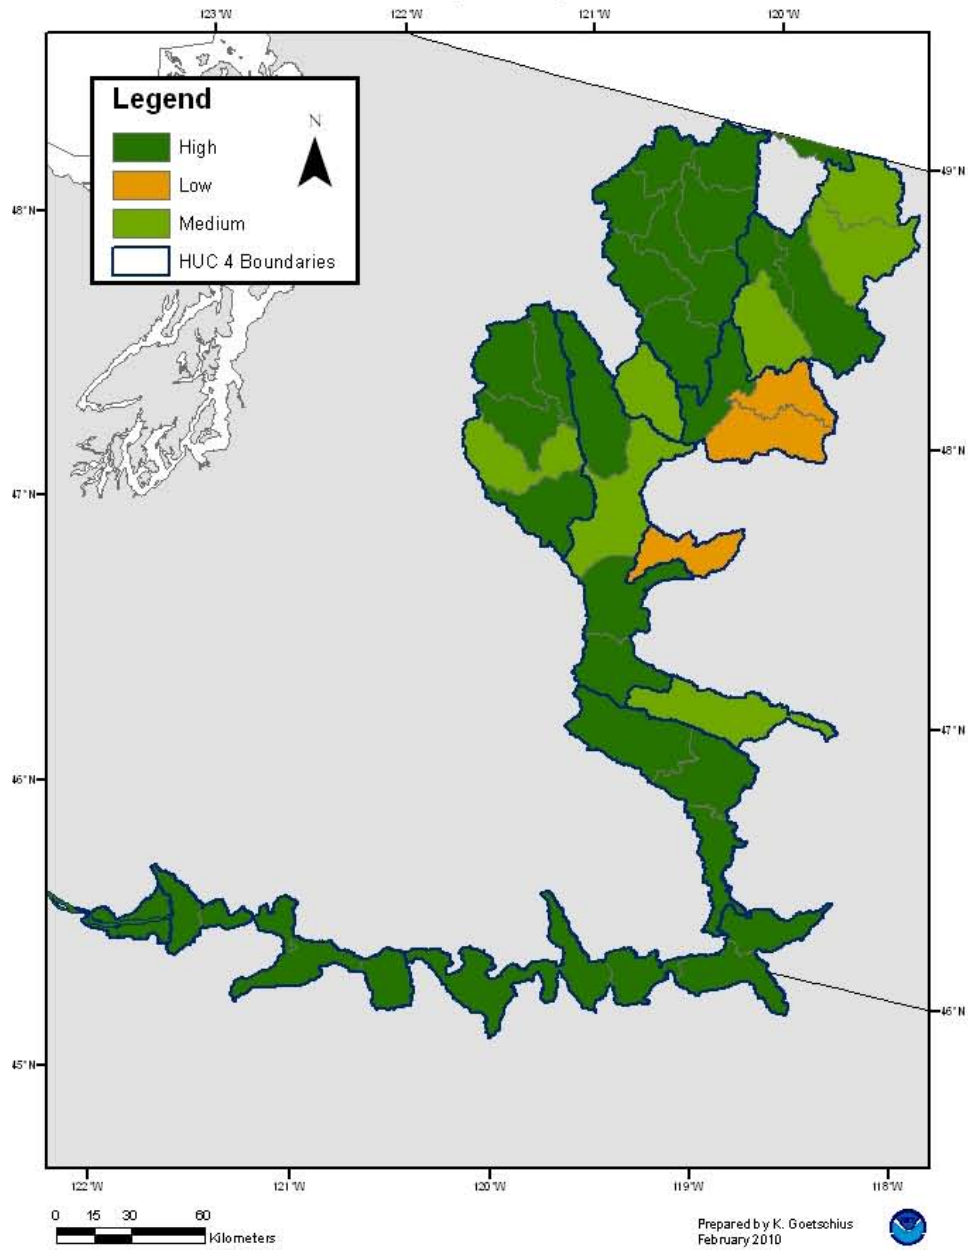 123°W 122°W 121°W 120°W
Legend
N
High
Low
Medium
HUC 4 Boundaries
49°N
48°N
48°N
47°N
47°N
46°N
46°N
45°N
122°W 121°W 120°W 119°W 118°W
0 15 30 60
Kilometers
Prepared by K. Goetschius
February 2010